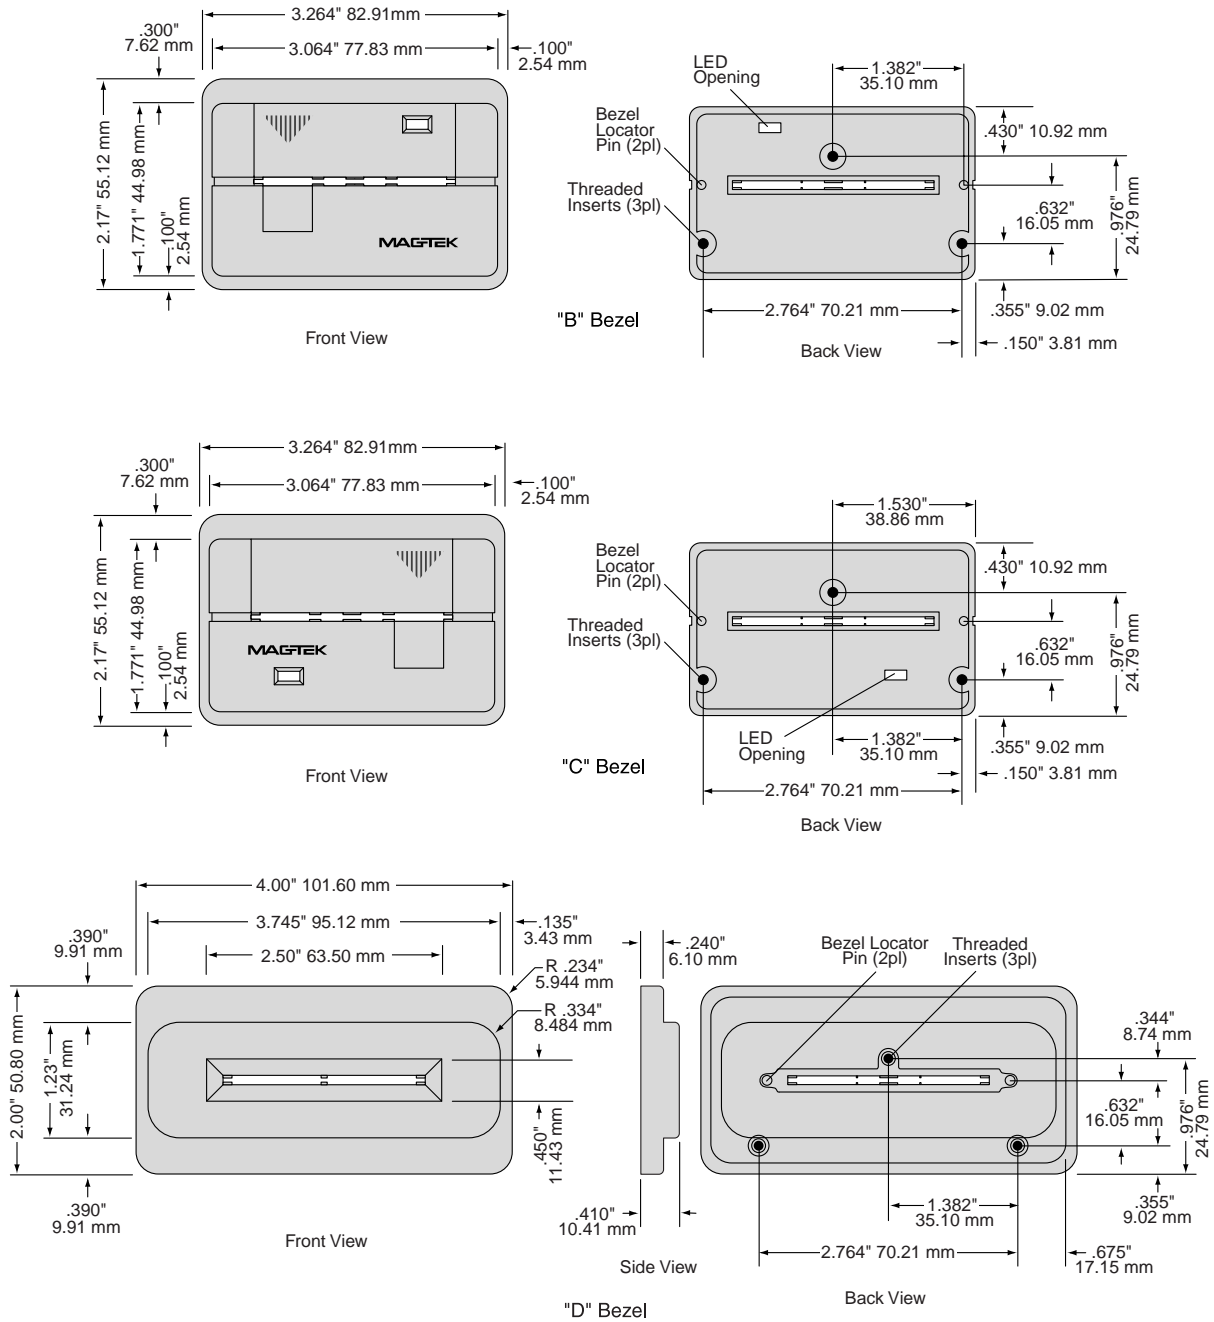 3.264" 82.91mm
.300"
7.62 mm
3.064" 77.83 mm
.100"
2.54 mm
2.17" 55.12 mm
1.771" 44.98 mm
.100"
2.54 mm
MAGTEK
Front View
"B" Bezel
LED
Opening
1.382"
35.10 mm
Bezel
Locator
Pin (2pl)
.430" 10.92 mm
Threaded
Inserts (3pl)
.632"
16.05 mm
.976"
24.79 mm
2.764" 70.21 mm
.355" 9.02 mm
.150" 3.81 mm
Back View
3.264" 82.91mm
.300"
7.62 mm
3.064" 77.83 mm
.100"
2.54 mm
2.17" 55.12 mm
1.771" 44.98 mm
.100"
2.54 mm
MAGTEK
Front View
"C" Bezel
1.530"
38.86 mm
Bezel
Locator
Pin (2pl)
.430" 10.92 mm
Threaded
Inserts (3pl)
.632"
16.05 mm
.976"
24.79 mm
LED
Opening
1.382"
35.10 mm
.355" 9.02 mm
.150" 3.81 mm
2.764" 70.21 mm
Back View
4.00" 101.60 mm
3.745" 95.12 mm
.135"
3.43 mm
.390"
9.91 mm
2.50" 63.50 mm
R .234"
5.944 mm
R .334"
8.484 mm
2.00" 50.80 mm
1.23"
31.24 mm
.450"
11.43 mm
.390"
9.91 mm
Front View
.240"
6.10 mm
.410"
10.41 mm
Side View
Bezel Locator
Pin (2pl)
Threaded
Inserts (3pl)
.344"
8.74 mm
.632"
16.05 mm
.976"
24.79 mm
1.382"
35.10 mm
.355"
9.02 mm
2.764" 70.21 mm
.675"
17.15 mm
Back View
"D" Bezel